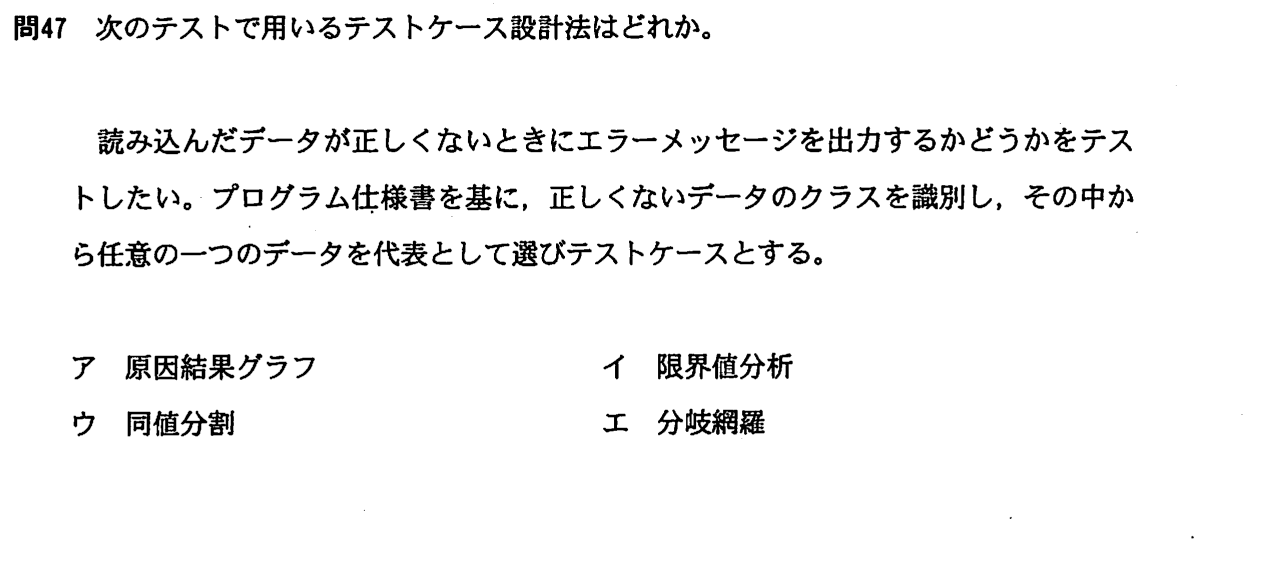 問47 次のテストで用いるテストケース設計法はどれか。
読み込んだデータが正しくないときにエラーメッセージを出力するかどうかをテス
トしたい。プログラム仕様書を基に，正しくないデータのクラスを識別し，その中か
ら任意の一つのデータを代表として選びテストケースとする。
ア 原因結果グラフ イ 限界値分析
ウ 同値分割 エ 分岐網羅